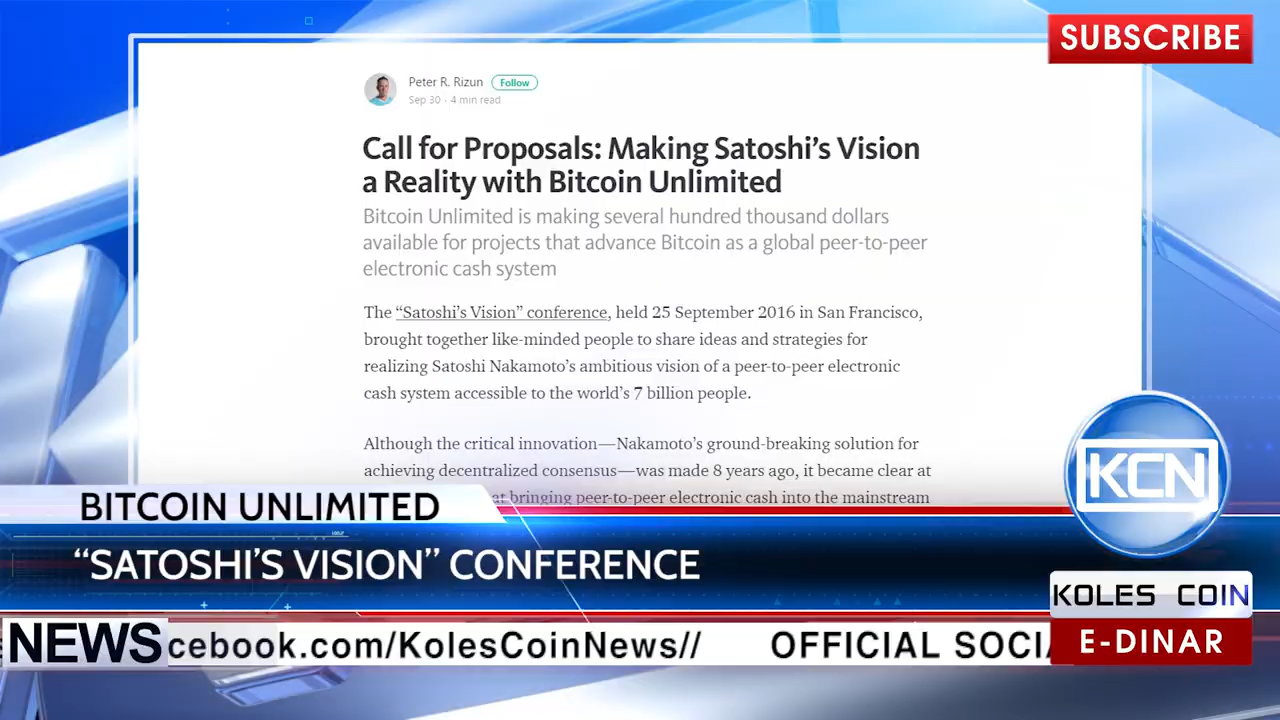 SUBSCRIBE
Peter R. Rizun Follow
Sep 30 · 4 min read
Call for Proposals: Making Satoshi’s Vision
a Reality with Bitcoin Unlimited
Bitcoin Unlimited is making several hundred thousand dollars
available for projects that advance Bitcoin as a global peer-to-peer
electronic cash system
The “Satoshi’s Vision” conference, held 25 September 2016 in San Francisco,
brought together like-minded people to share ideas and strategies for
realizing Satoshi Nakamoto’s ambitious vision of a peer-to-peer electronic
cash system accessible to the world’s 7 billion people.
Although the critical innovation—Nakamoto’s ground-breaking solution for
achieving decentralized consensus—was made 8 years ago, it became clear at
at bringing peer-to-peer electronic cash into the mainstream
BITCOIN UNLIMITED
“SATOSHI’S VISION” CONFERENCE
KCN
KOLES COIN
NEWS cebook.com/KolesCoinNews// OFFICIAL SOCIA
E-DINAR